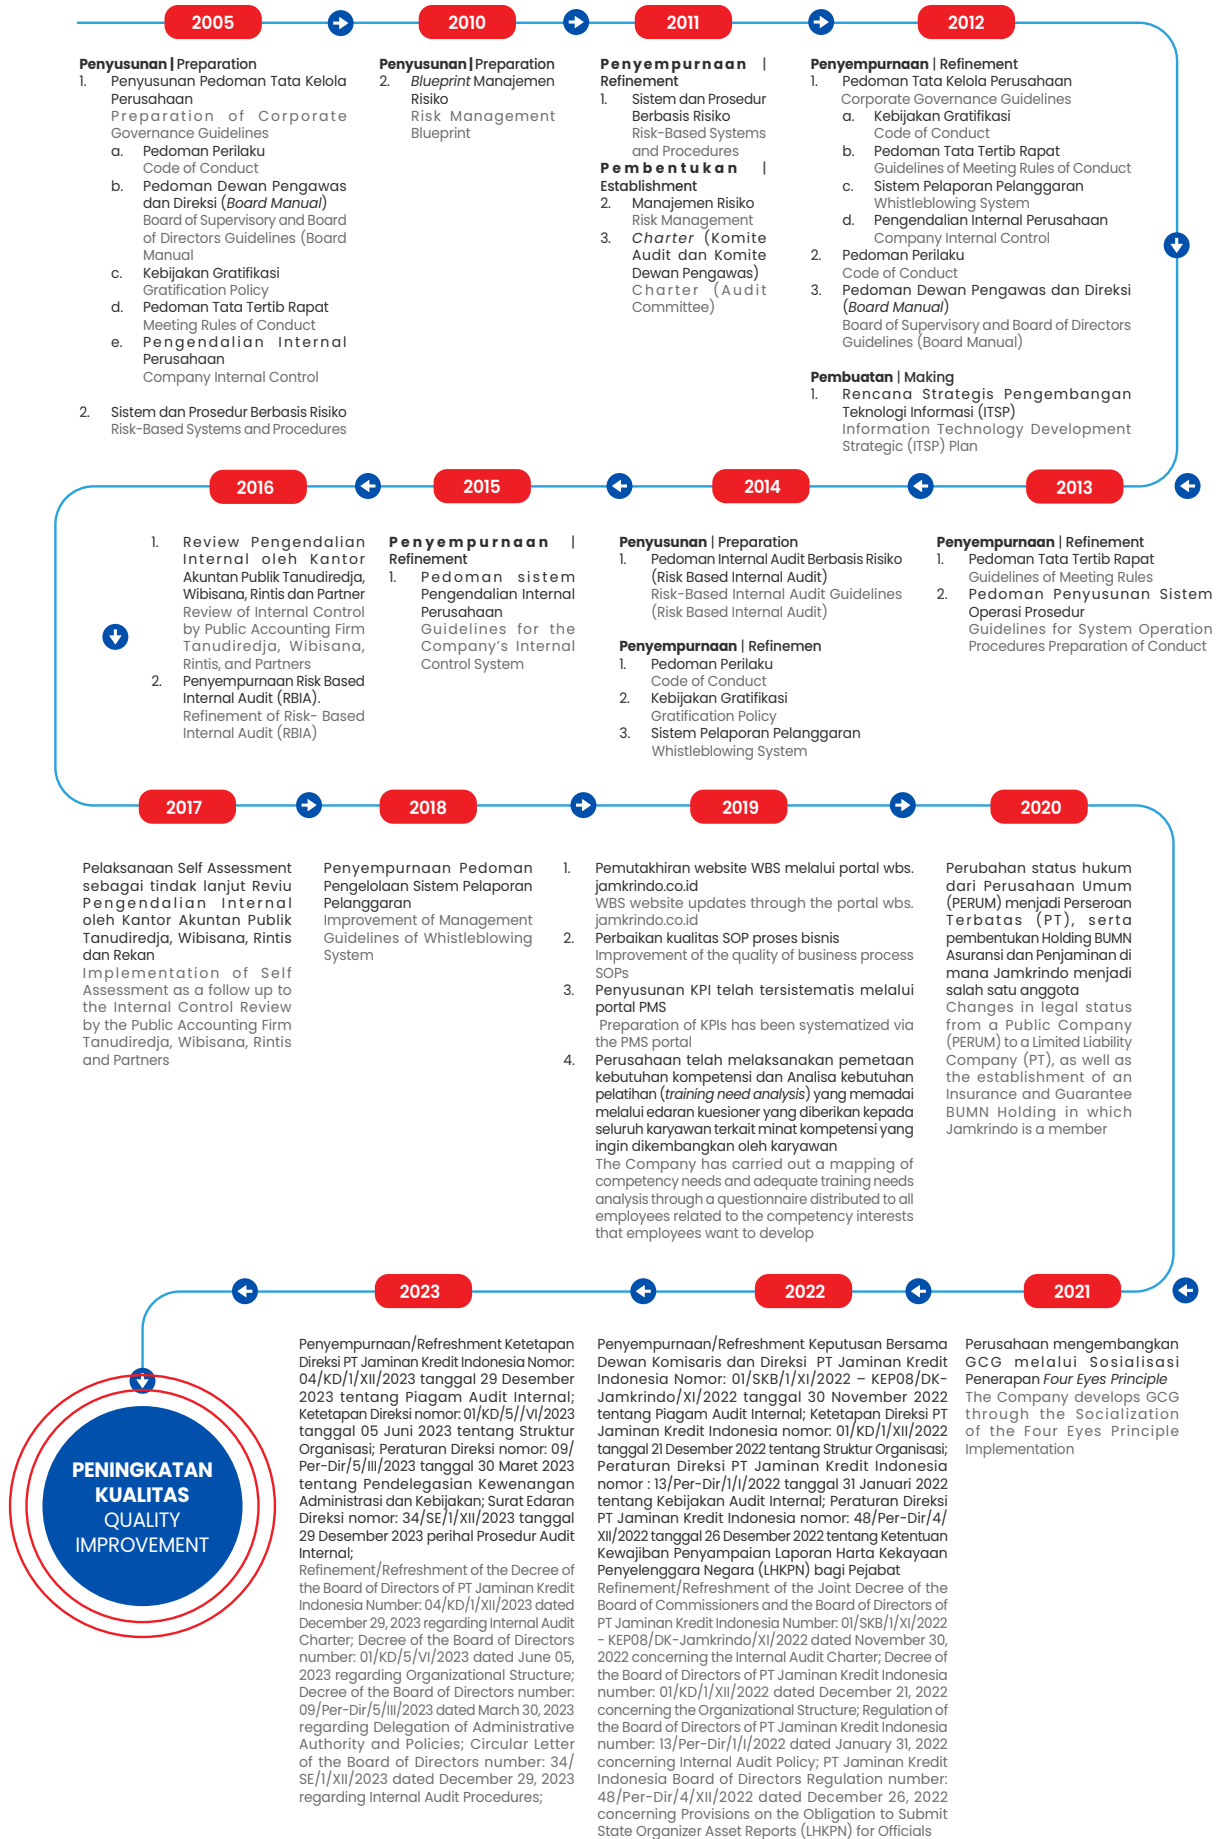 2005
2010
2011
2012
Penyusunan | Preparation
1. Penyusunan Pedoman Tata Kelola
Perusahaan
Preparation of Corporate
Governance Guidelines
a. Pedoman Perilaku
Code of Conduct
b. Pedoman Dewan Pengawas
dan Direksi (Board Manual)
Board of Supervisory and Board
of Directors Guidelines (Board
Manual
c. Kebijakan Gratifikasi
Gratification Policy
d. Pedoman Tata Tertib Rapat
Meeting Rules of Conduct
e. Pengendalian Internal
Perusahaan
Company Internal Control
2. Sistem dan Prosedur Berbasis Risiko
Risk-Based Systems and Procedures
Penyusunan | Preparation
2. Blueprint Manajemen
Risiko
Risk Management
Blueprint
Penyempurnaan |
Refinement
1. Sistem dan Prosedur
Berbasis Risiko
Risk-Based Systems
and Procedures
Pembentukan |
Establishment
2. Manajemen Risiko
Risk Management
3. Charter (Komite
Audit dan Komite
Dewan Pengawas)
Charter (Audit
Committee)
Penyempurnaan | Refinement
1. Pedoman Tata Kelola Perusahaan
Corporate Governance Guidelines
a. Kebijakan Gratifikasi
Code of Conduct
b. Pedoman Tata Tertib Rapat
Guidelines of Meeting Rules of Conduct
c. Sistem Pelaporan Pelanggaran
Whistleblowing System
d. Pengendalian Internal Perusahaan
Company Internal Control
2. Pedoman Perilaku
Code of Conduct
3. Pedoman Dewan Pengawas dan Direksi
(Board Manual)
Board of Supervisory and Board of Directors
Guidelines (Board Manual)
Pembuatan | Making
1. Rencana Strategis Pengembangan
Teknologi Informasi (ITSP)
Information Technology Development
Strategic (ITSP) Plan
2016
2015
2014
2013
1. Review Pengendalian
Internal oleh Kantor
Akuntan Publik Tanudiredja,
Wibisana, Rintis dan Partner
Review of Internal Control
by Public Accounting Firm
Tanudiredja, Wibisana,
Rintis, and Partners
2. Penyempurnaan Risk Based
Internal Audit (RBIA).
Refinement of Risk- Based
Internal Audit (RBIA)
Penyempurnaan |
Refinement
1. Pedoman sistem
Pengendalian Internal
Perusahaan
Guidelines for the
Company's Internal
Control System
Penyusunan | Preparation
1. Pedoman Internal Audit Berbasis Risiko
(Risk Based Internal Audit)
Risk-Based Internal Audit Guidelines
(Risk Based Internal Audit)
Penyempurnaan | Refinemen
1. Pedoman Perilaku
Code of Conduct
2. Kebijakan Gratifikasi
Gratification Policy
3. Sistem Pelaporan Pelanggaran
Whistleblowing System
Penyempurnaan | Refinement
1. Pedoman Tata Tertib Rapat
Guidelines of Meeting Rules
2. Pedoman Penyusunan Sistem
Operasi Prosedur
Guidelines for System Operation
Procedures Preparation of Conduct
2017
2018
2019
2020
Pelaksanaan Self Assessment
sebagai tindak lanjut Reviu
Pengendalian Internal
oleh Kantor Akuntan Publik
Tanudiredja, Wibisana, Rintis
dan Rekan
Implementation of Self
Assessment as a follow up to
the Internal Control Review
by the Public Accounting Firm
Tanudiredja, Wibisana, Rintis
and Partners
Penyempurnaan Pedoman
Pengelolaan Sistem Pelaporan
Pelanggaran
Improvement of Management
Guidelines of Whistleblowing
System
1. Pemutakhiran website WBS melalui portal wbs.
jamkrindo.co.id
WBS website updates through the portal wbs.
jamkrindo.co.id
2. Perbaikan kualitas SOP proses bisnis
Improvement of the quality of business process
SOPs
3. Penyusunan KPI telah tersistematis melalui
portal PMS
Preparation of KPIs has been systematized via
the PMS portal
4. Perusahaan telah melaksanakan pemetaan
kebutuhan kompetensi dan Analisa kebutuhan
pelatihan (training need analysis) yang memadai
melalui edaran kuesioner yang diberikan kepada
seluruh karyawan terkait minat kompetensi yang
ingin dikembangkan oleh karyawan
The Company has carried out a mapping of
competency needs and adequate training needs
analysis through a questionnaire distributed to all
employees related to the competency interests
that employees want to develop
Perubahan status hukum
dari Perusahaan Umum
(PERUM) menjadi Perseroan
Terbatas (PT), serta
pembentukan Holding BUMN
Asuransi dan Penjaminan di
mana Jamkrindo menjadi
salah satu anggota
Changes in legal status
from a Public Company
(PERUM) to a Limited Liability
Company (PT), as well as
the establishment of an
Insurance and Guarantee
BUMN Holding in which
Jamkrindo is a member
2023
2022
2021
PENINGKATAN
KUALITAS
QUALITY
IMPROVEMENT
Penyempurnaan/Refreshment Ketetapan
Direksi PT Jaminan Kredit Indonesia Nomor:
04/KD/1/XII/2023 tanggal 29 Desember
2023 tentang Piagam Audit Internal;
Ketetapan Direksi nomor: 01/KD/5//VI/2023
tanggal 05 Juni 2023 tentang Struktur
Organisasi; Peraturan Direksi nomor: 09/
Per-Dir/5/III/2023 tanggal 30 Maret 2023
tentang Pendelegasian Kewenangan
Administrasi dan Kebijakan; Surat Edaran
Direksi nomor: 34/SE/1/XII/2023 tanggal
29 Desember 2023 perihal Prosedur Audit
Internal;
Refinement/Refreshment of the Decree of
the Board of Directors of PT Jaminan Kredit
Indonesia Number: 04/KD/1/XII/2023 dated
December 29, 2023 regarding Internal Audit
Charter; Decree of the Board of Directors
number: 01/KD/5/VI/2023 dated June 05,
2023 regarding Organizational Structure;
Decree of the Board of Directors number:
09/Per-Dir/5/III/2023 dated March 30, 2023
regarding Delegation of Administrative
Authority and Policies; Circular Letter
of the Board of Directors number: 34/
SE/1/XII/2023 dated December 29, 2023
regarding Internal Audit Procedures;
Penyempurnaan/Refreshment Keputusan Bersama
Dewan Komisaris dan Direksi PT Jaminan Kredit
Indonesia Nomor: 01/SKB/1/XI/2022 – KEP08/DK-
Jamkrindo/XI/2022 tanggal 30 November 2022
tentang Piagam Audit Internal; Ketetapan Direksi PT
Jaminan Kredit Indonesia nomor: 01/KD/1/XII/2022
tanggal 21 Desember 2022 tentang Struktur Organisasi;
Peraturan Direksi PT Jaminan Kredit Indonesia
nomor : 13/Per-Dir/1/I/2022 tanggal 31 Januari 2022
tentang Kebijakan Audit Internal; Peraturan Direksi
PT Jaminan Kredit Indonesia nomor: 48/Per-Dir/4/
XII/2022 tanggal 26 Desember 2022 tentang Ketentuan
Kewajiban Penyampaian Laporan Harta Kekayaan
Penyelenggara Negara (LHKPN) bagi Pejabat
Refinement/Refreshment of the Joint Decree of the
Board of Commissioners and the Board of Directors of
PT Jaminan Kredit Indonesia Number: 01/SKB/1/XI/2022
- KEP08/DK-Jamkrindo/XI/2022 dated November 30,
2022 concerning the Internal Audit Charter; Decree of
the Board of Directors of PT Jaminan Kredit Indonesia
number: 01/KD/1/XII/2022 dated December 21, 2022
concerning the Organizational Structure; Regulation of
the Board of Directors of PT Jaminan Kredit Indonesia
number: 13/Per-Dir/1/I/2022 dated January 31, 2022
concerning Internal Audit Policy; PT Jaminan Kredit
Indonesia Board of Directors Regulation number:
48/Per-Dir/4/XII/2022 dated December 26, 2022
concerning Provisions on the Obligation to Submit
State Organizer Asset Reports (LHKPN) for Officials
Perusahaan mengembangkan
GCG melalui Sosialisasi
Penerapan Four Eyes Principle
The Company develops GCG
through the Socialization
of the Four Eyes Principle
Implementation